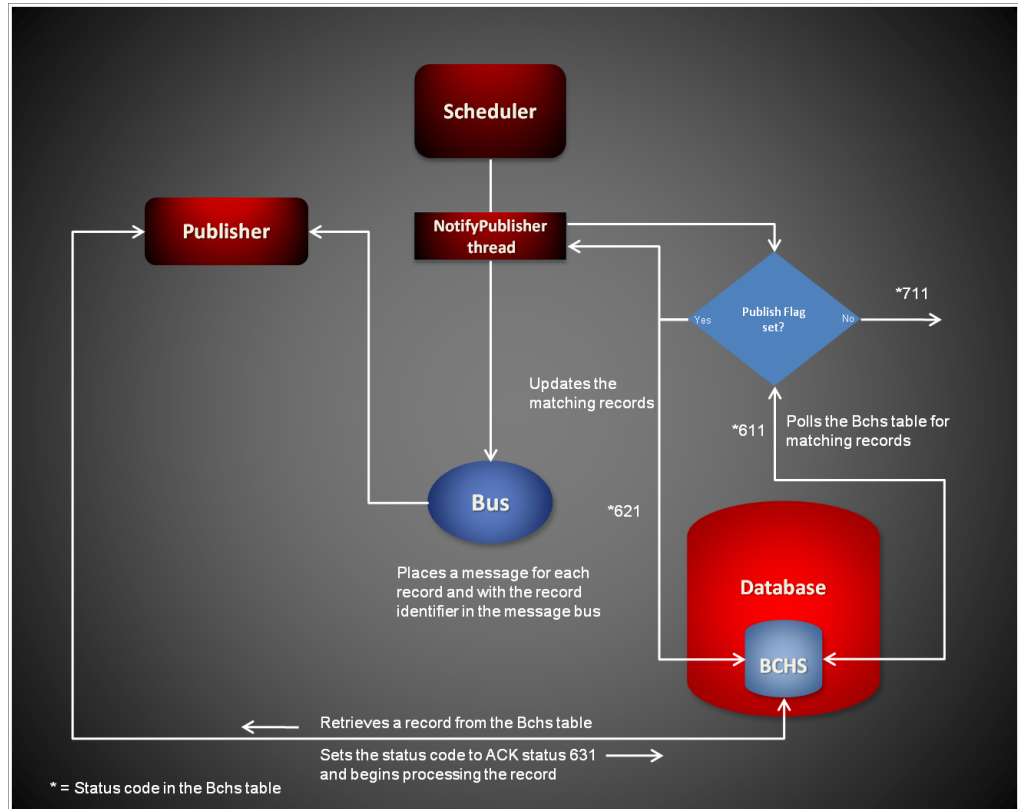 Scheduler
Publisher
NotifyPublisher
thread
*711
Publish Flag
set?
Yes
No
Updates the
matching records
*611
Polls the Bchs table for
matching records
Bus
*621
Places a message for each
record and with the record
identifier in the message bus
Database
BCHS
Retrieves a record from the Bchs table
Sets the status code to ACK status 631
and begins processing the record
* = Status code in the Bchs table